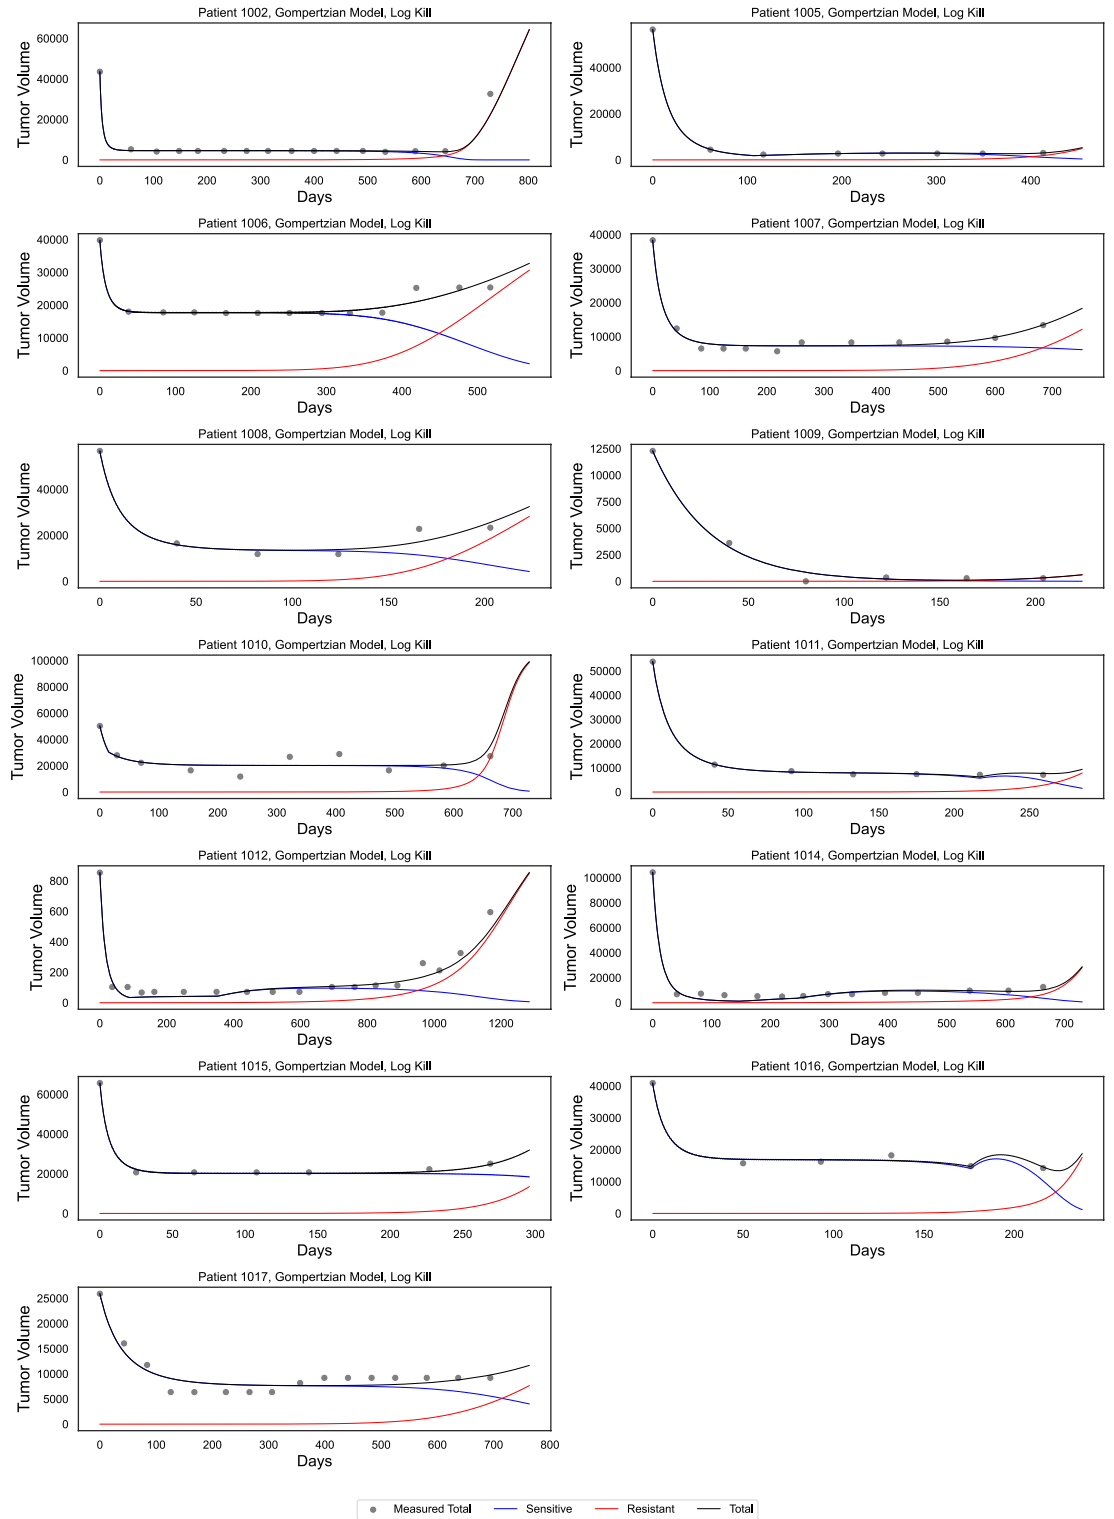 Patient 1002, Gompertzian Model, Log Kill
Tumor Volume
60000
40000
20000
0
0 100 200 300 400 500 600 700 800
Days
Patient 1005, Gompertzian Model, Log Kill
Tumor Volume
40000
20000
0
0 100 200 300 400
Days
Patient 1006, Gompertzian Model, Log Kill
Tumor Volume
40000
30000
20000
10000
0
0 100 200 300 400 500
Days
Patient 1007, Gompertzian Model, Log Kill
Tumor Volume
40000
30000
20000
10000
0
0 100 200 300 400 500 600 700
Days
Patient 1008, Gompertzian Model, Log Kill
Tumor Volume
40000
20000
0
0 50 100 150 200
Days
Patient 1009, Gompertzian Model, Log Kill
Tumor Volume
12500
10000
7500
5000
2500
0
0 50 100 150 200
Days
Patient 1010, Gompertzian Model, Log Kill
Tumor Volume
100000
80000
60000
40000
20000
0
0 100 200 300 400 500 600 700
Days
Patient 1011, Gompertzian Model, Log Kill
Tumor Volume
50000
40000
30000
20000
10000
0
0 50 100 150 200 250
Days
Patient 1012, Gompertzian Model, Log Kill
Tumor Volume
800
600
400
200
0
0 200 400 600 800 1000 1200
Days
Patient 1014, Gompertzian Model, Log Kill
Tumor Volume
100000
80000
60000
40000
20000
0
0 100 200 300 400 500 600 700
Days
Patient 1015, Gompertzian Model, Log Kill
Tumor Volume
60000
40000
20000
0
0 50 100 150 200 250 300
Days
Patient 1016, Gompertzian Model, Log Kill
Tumor Volume
40000
30000
20000
10000
0
0 50 100 150 200
Days
Patient 1017, Gompertzian Model, Log Kill
Tumor Volume
25000
20000
15000
10000
5000
0
0 100 200 300 400 500 600 700 800
Days
Measured Total Sensitive Resistant Total